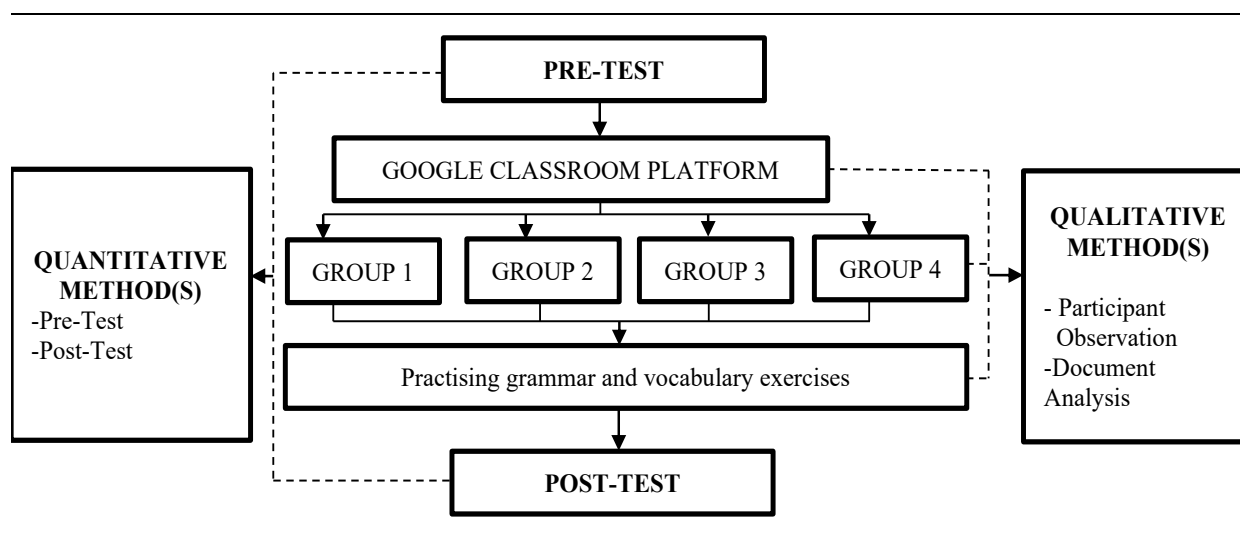 PRE-TEST
GOOGLE CLASSROOM PLATFORM
GROUP 1
GROUP 2
GROUP 3
GROUP 4
Practising grammar and vocabulary exercises
POST-TEST
QUANTITATIVE
METHOD(S)
-Pre-Test
-Post-Test
QUALITATIVE
METHOD(S)
- Participant
Observation
-Document
Analysis